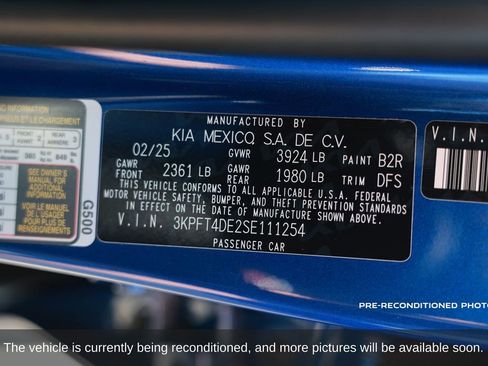 MANUFACTURED BY
KIA MEXICO, S.A. DE C.V.
02/25 GVWR 3924 LB PAINT B2R
GAWR FRONT 2361 LB GAWR REAR 1980 LB TRIM DFS
THIS VEHICLE CONFORMS TO ALL APPLICABLE U.S.A. FEDERAL
MOTOR VEHICLE SAFETY, BUMPER, AND THEFT PREVENTION STANDARDS
IN EFFECT ON THE DATE OF MANUFACTURE SHOWN ABOVE.
V.I.N. 3KPFT4DE2SE111254
PASSENGER CAR
SEE OWNER'S
MANUAL FOR
ADDITIONAL
INFORMATION
VOIR LE MANUEL
DE L'USAGER
POUR PLUS DE
RENSEIGNEMENTS
G500
V.I.N.
PRE-RECONDITIONED PHOTO
The vehicle is currently being reconditioned, and more pictures will be available soon.